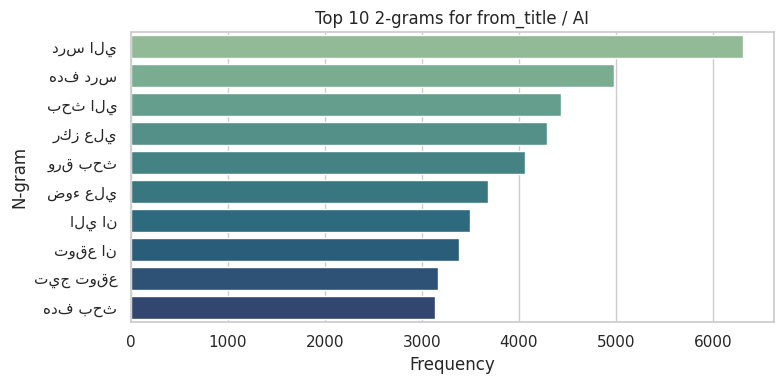 Top 10 2-grams for from_title / AI
درس الي
هدف درس
بحث الي
ركز علي
ورق بحث
ضوء علي
الي ان
توقع ان
تيج توقع
هدف بحث
N-gram
0 1000 2000 3000 4000 5000 6000
Frequency